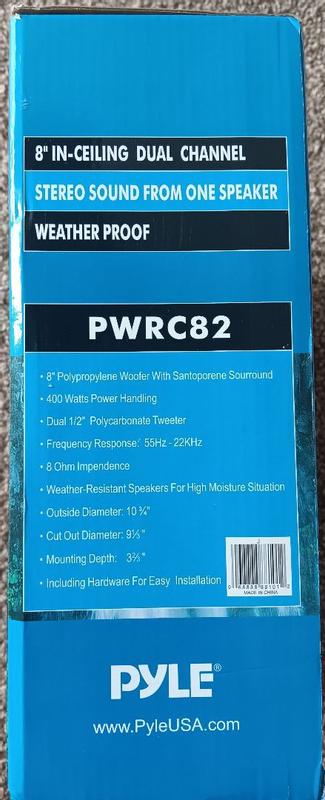 8" IN-CEILING DUAL CHANNEL
STEREO SOUND FROM ONE SPEAKER
WEATHER PROOF
PWRC82
• 8" Polypropylene Woofer With Santoporene Sourround
• 400 Watts Power Handling
• Dual 1/2" Polycarbonate Tweeter
• Frequency Response: 55Hz - 22KHz
• 8 Ohm Impendence
• Weather-Resistant Speakers For High Moisture Situation
• Outside Diameter: 10 ¾"
• Cut Out Diameter: 9⅓"
• Mounting Depth: 3⅔"
• Including Hardware For Easy Installation
MADE IN CHINA
PYLE®
www.PyleUSA.com